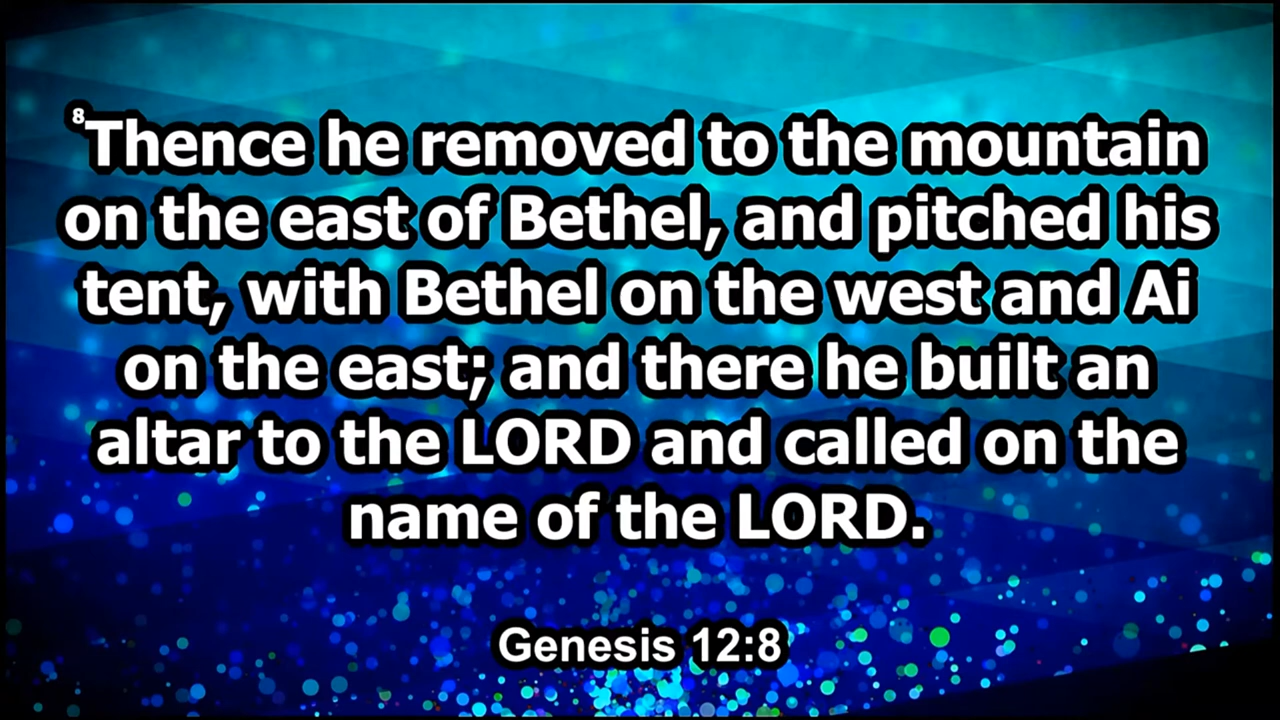 8Thence he removed to the mountain
on the east of Bethel, and pitched his
tent, with Bethel on the west and Ai
on the east; and there he built an
altar to the LORD and called on the
name of the LORD.
Genesis 12:8